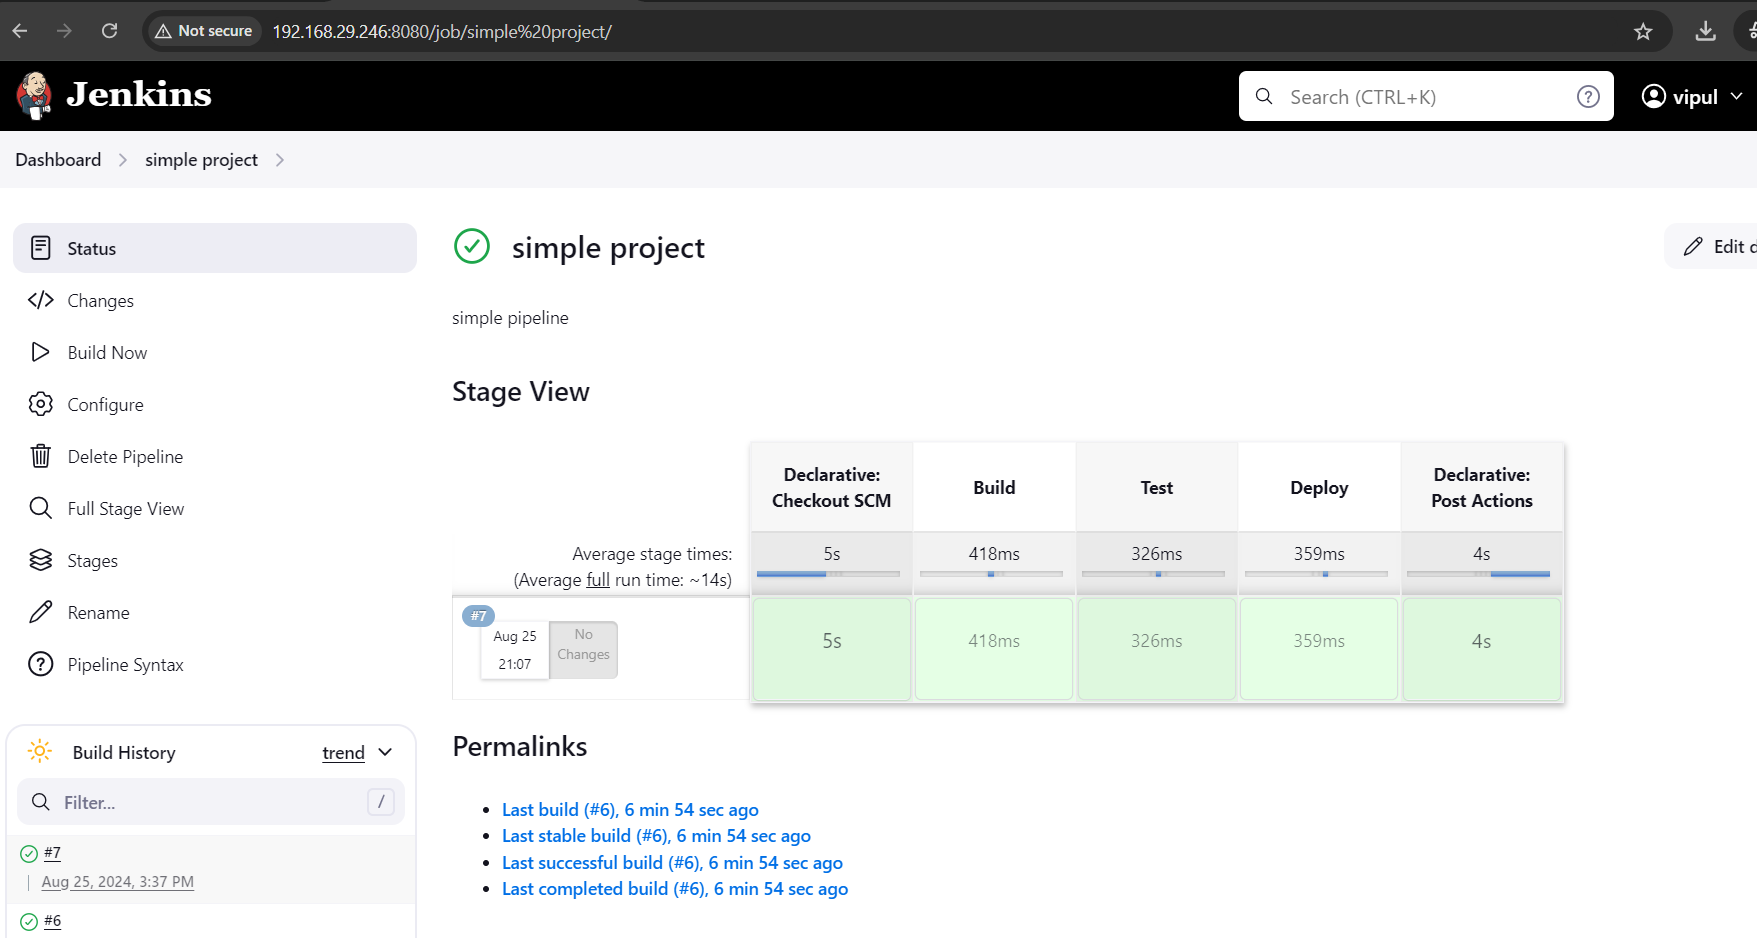 Not secure 192.168.29.246:8080/job/simple%20project/
Jenkins
Search (CTRL+K)
?
vipul
Dashboard
simple project
Status
Changes
Build Now
Configure
Delete Pipeline
Full Stage View
Stages
Rename
Pipeline Syntax
Build History
trend
Filter...
/
#7
Aug 25, 2024, 3:37 PM
#6
simple project
Edit d
simple pipeline
Stage View
Declarative:
Checkout SCM
Build
Test
Deploy
Declarative:
Post Actions
Average stage times:
(Average full run time: ~14s)
5s
418ms
326ms
359ms
4s
#7
Aug 25
21:07
No
Changes
5s
418ms
326ms
359ms
4s
Permalinks
Last build (#6), 6 min 54 sec ago
Last stable build (#6), 6 min 54 sec ago
Last successful build (#6), 6 min 54 sec ago
Last completed build (#6), 6 min 54 sec ago